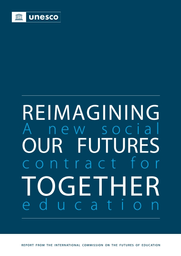 unesco
REIMAGINING
A new social
OUR FUTURES
contract for
TOGETHER
education
REPORT FROM THE INTERNATIONAL COMMISSION ON THE FUTURES OF EDUCATION